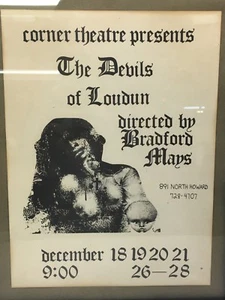 corner theatre presents
The Devils
of Loudun
directed by
Bradford
Mays
891 NORTH HOWARD
728-4707
december 18 19 20 21
9:00 26-28